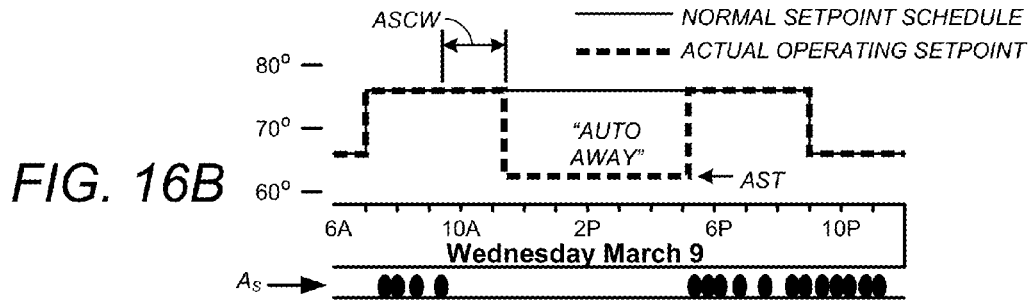 ASCW
NORMAL SETPOINT SCHEDULE
ACTUAL OPERATING SETPOINT
80°
70°
60°
"AUTO
AWAY"
AST
FIG. 16B
6A 10A 2P 6P 10P
Wednesday March 9
As